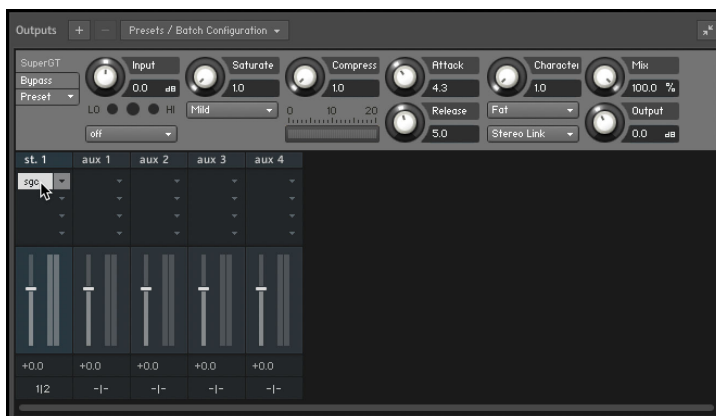 Outputs + − Presets / Batch Configuration
SuperGT
Bypass
Preset
Input
0.0 dB
LO HI
off
Saturate
1.0
Mild
Compress
1.0
0 10 20
Attack
4.3
Release
5.0
Character
1.0
Fat
Stereo Link
Mix
100.0 %
Output
0.0 dB
st. 1 aux 1 aux 2 aux 3 aux 4
+0.0 +0.0 +0.0 +0.0 +0.0
1|2 -|- -|- -|- -|-